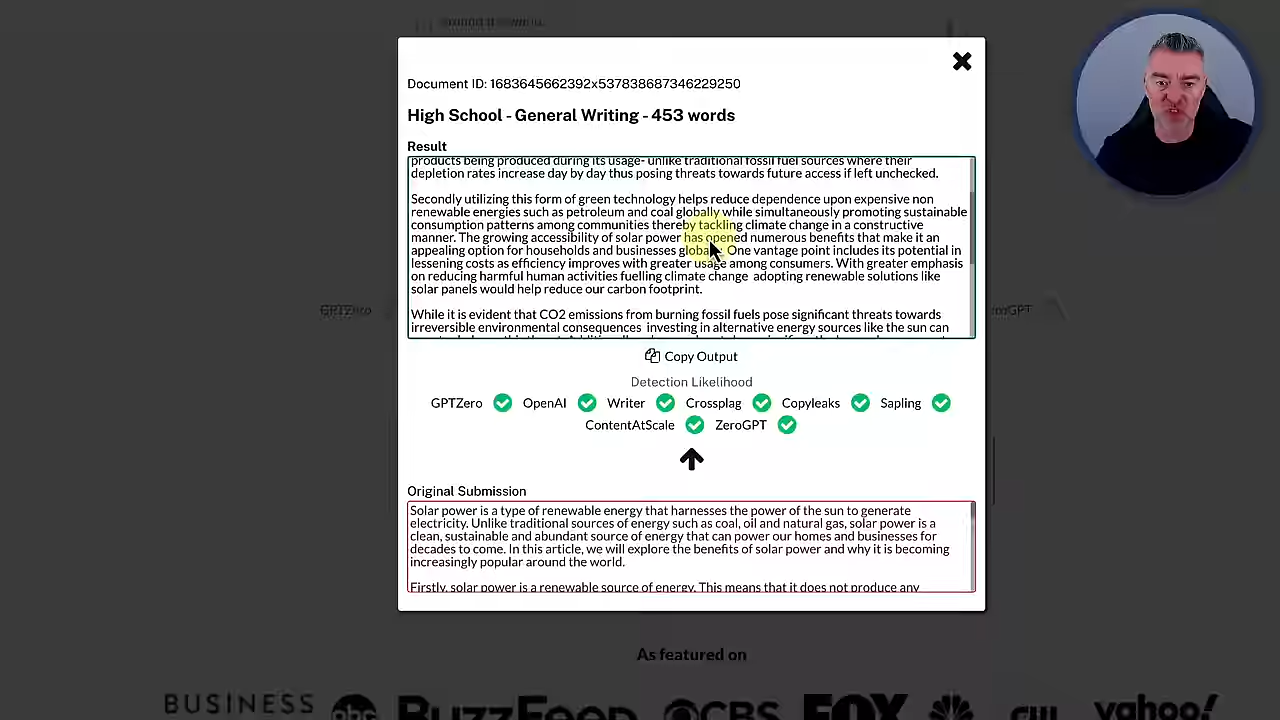 Document ID: 1683645662392x537838687346229250
High School - General Writing - 453 words
Result
products being produced during its usage- unlike traditional fossil fuel sources where their
depletion rates increase day by day thus posing threats towards future access if left unchecked.
Secondly utilizing this form of green technology helps reduce dependence upon expensive non
renewable energies such as petroleum and coal globally while simultaneously promoting sustainable
consumption patterns among communities thereby tackling climate change in a constructive
manner. The growing accessibility of solar power has opened numerous benefits that make it an
appealing option for households and businesses One vantage point includes its potential in
lessening costs as efficiency improves with greater usage among consumers. With greater emphasis
on reducing harmful human activities fuelling climate change adopting renewable solutions like
solar panels would help reduce our carbon footprint.
While it is evident that CO2 emissions from burning fossil fuels pose significant threats towards
irreversible environmental consequences investing in alternative energy sources like the sun can
Copy Output
Detection Likelihood
GPTZero OpenAI Writer Crossplag Copyleaks Sapling
ContentAtScale ZeroGPT
Original Submission
Solar power is a type of renewable energy that harnesses the power of the sun to generate
electricity. Unlike traditional sources of energy such as coal, oil and natural gas, solar power is a
clean, sustainable and abundant source of energy that can power our homes and businesses for
decades to come. In this article, we will explore the benefits of solar power and why it is becoming
increasingly popular around the world.
Firstly, solar power is a renewable source of energy. This means that it does not produce any
As featured on
BUSINESS abc BuzzFeed CBS FOX CW yahoo!